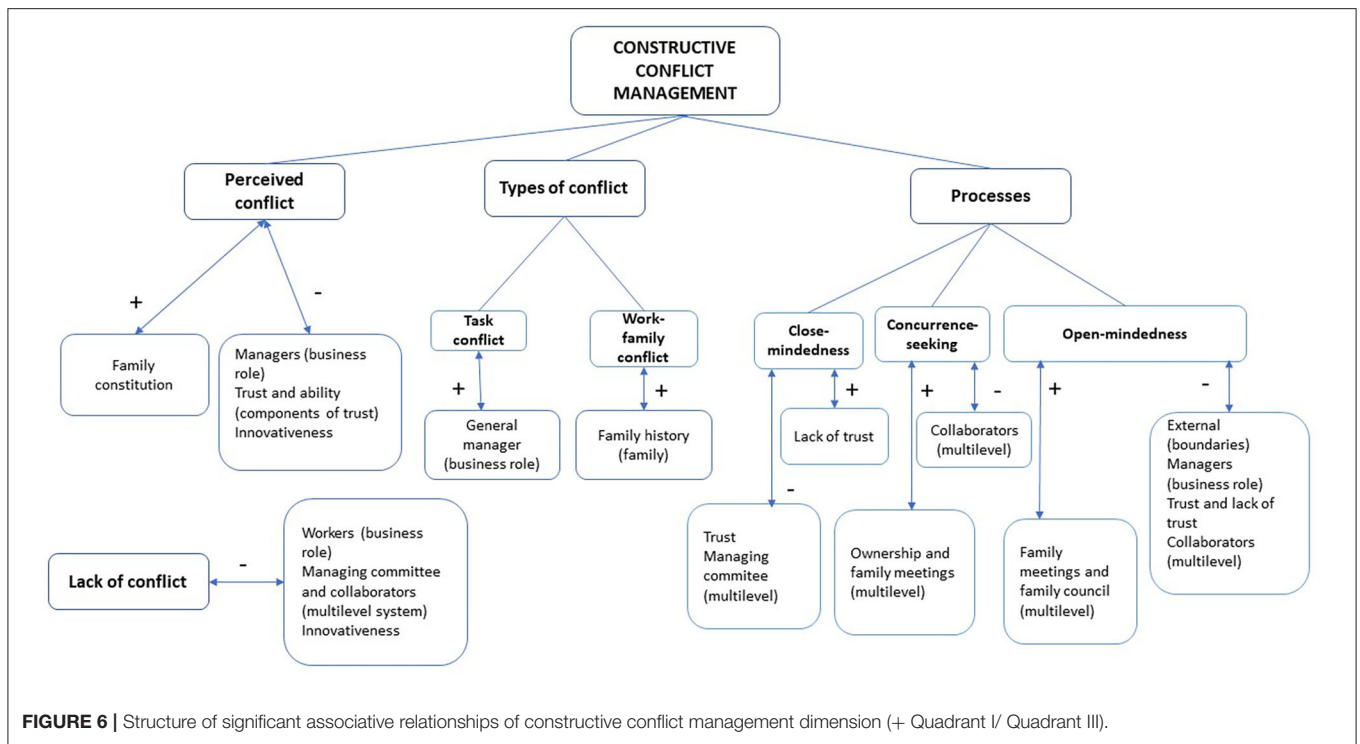 CONSTRUCTIVE
CONFLICT
MANAGEMENT
Perceived
conflict
Types of conflict
Processes
+
-
Family
constitution
Managers (business
role)
Trust and ability
(components of trust)
Innovativeness
Task
conflict
Work-
family conflict
+
+
General
manager
(business role)
Family history
(family)
Close-
mindedness
Concurrence-
seeking
Open-mindedness
+
+
-
+
-
Lack of trust
Collaborators
(multilevel)
External
(boundaries)
Managers
(business role)
Trust and lack of
trust
Collaborators
(multilevel)
-
Trust
Managing
commitee
(multilevel)
Ownership and
family meetings
(multilevel)
Family
meetings and
family council
(multilevel)
Lack of conflict
-
Workers (business
role)
Managing committee
and collaborators
(multilevel system)
Innovativeness
FIGURE 6 | Structure of significant associative relationships of constructive conflict management dimension (+ Quadrant I/ Quadrant III).